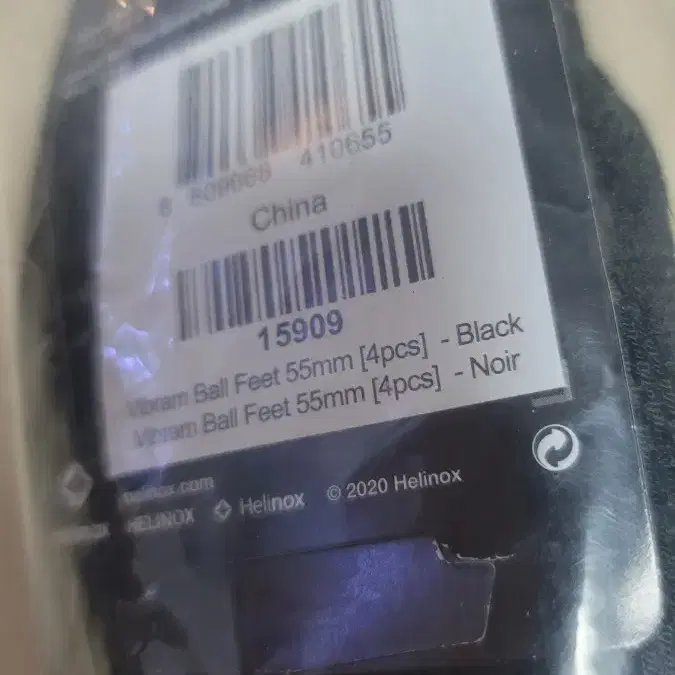 410655
China
15909
Vibram Ball Feet 55mm [4pcs] - Black
Vibram Ball Feet 55mm [4pcs] - Noir
helinox.com
HELINOX Helinox © 2020 Helinox